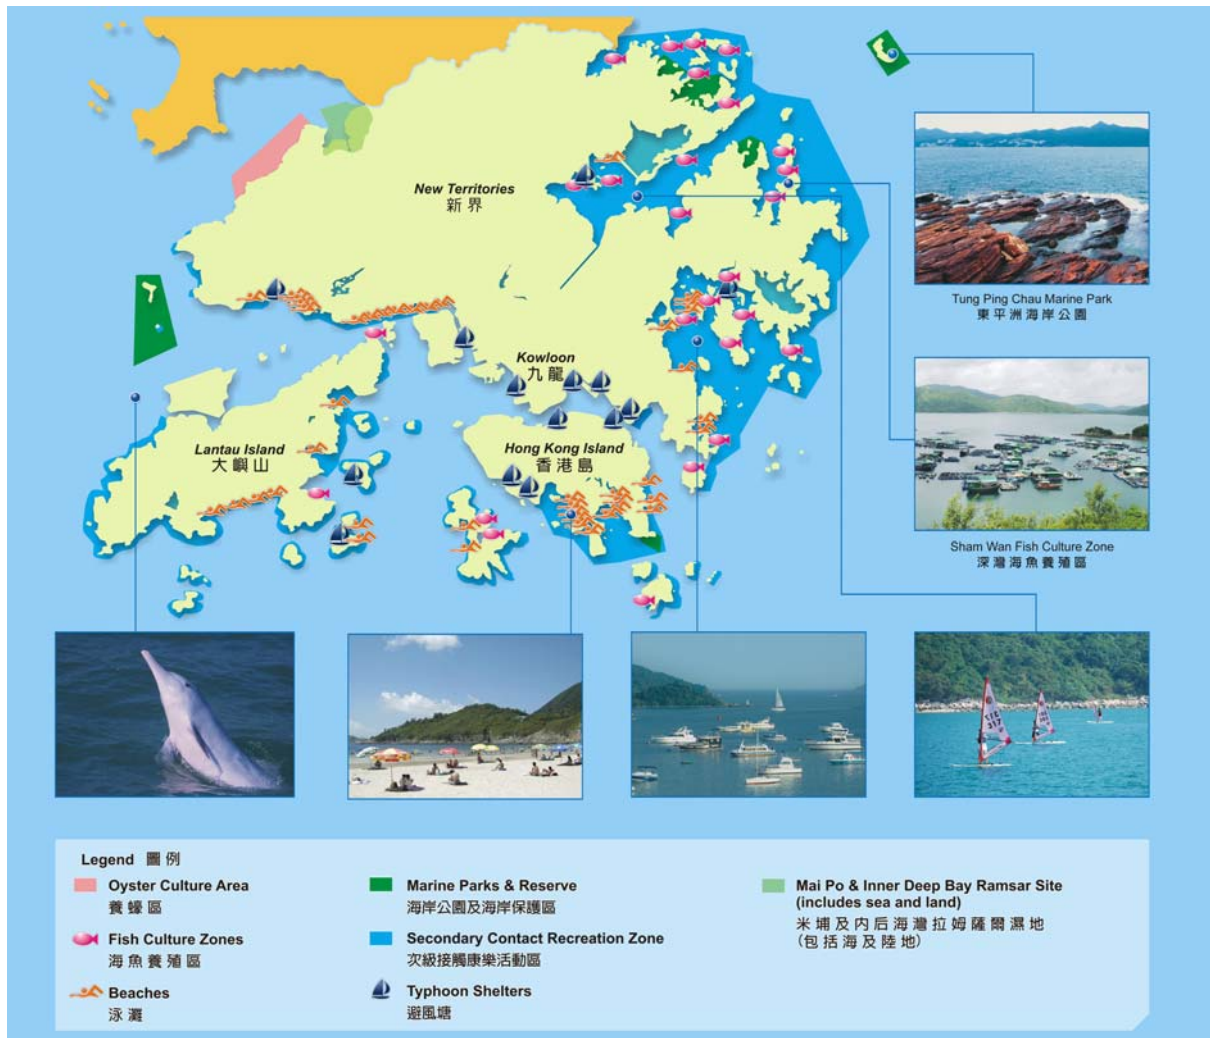 New Territories
新界
Kowloon
九龍
Lantau Island
大嶼山
Hong Kong Island
香港島
Tung Ping Chau Marine Park
東平洲海岸公園
Sham Wan Fish Culture Zone
深灣海魚養殖區
Legend 圖例
Oyster Culture Area
養蠔區
Fish Culture Zones
海魚養殖區
Beaches
泳灘
Marine Parks & Reserve
海岸公園及海岸保護區
Secondary Contact Recreation Zone
次級接觸康樂活動區
Typhoon Shelters
避風塘
Mai Po & Inner Deep Bay Ramsar Site
(includes sea and land)
米埔及內后海灣拉姆薩爾濕地
(包括海及陸地)